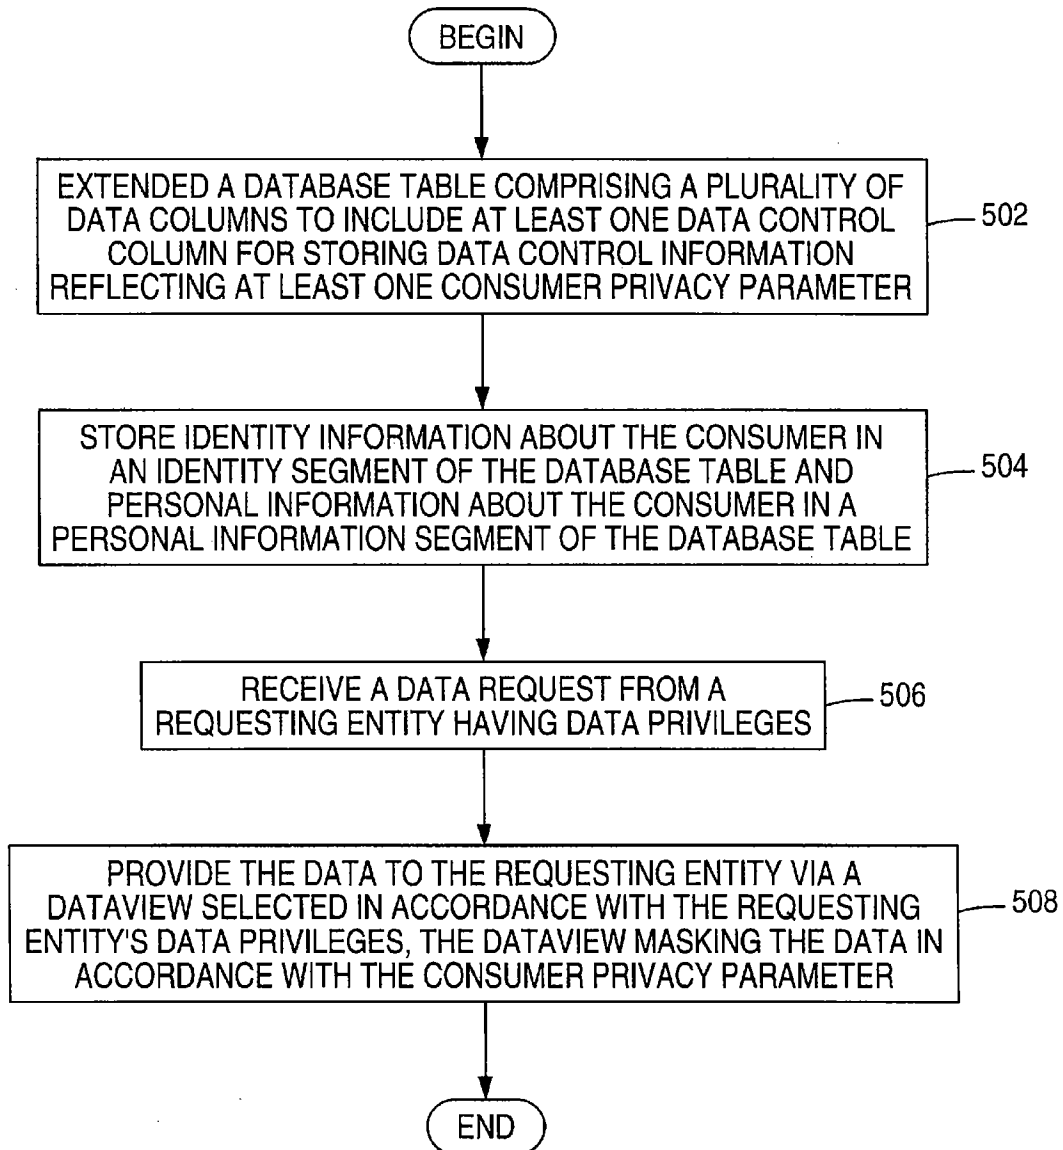 BEGIN
EXTENDED A DATABASE TABLE COMPRISING A PLURALITY OF
DATA COLUMNS TO INCLUDE AT LEAST ONE DATA CONTROL
COLUMN FOR STORING DATA CONTROL INFORMATION
REFLECTING AT LEAST ONE CONSUMER PRIVACY PARAMETER
502
STORE IDENTITY INFORMATION ABOUT THE CONSUMER IN
AN IDENTITY SEGMENT OF THE DATABASE TABLE AND
PERSONAL INFORMATION ABOUT THE CONSUMER IN A
PERSONAL INFORMATION SEGMENT OF THE DATABASE TABLE
504
RECEIVE A DATA REQUEST FROM A
REQUESTING ENTITY HAVING DATA PRIVILEGES
506
PROVIDE THE DATA TO THE REQUESTING ENTITY VIA A
DATAVIEW SELECTED IN ACCORDANCE WITH THE REQUESTING
ENTITY'S DATA PRIVILEGES, THE DATAVIEW MASKING THE DATA IN
ACCORDANCE WITH THE CONSUMER PRIVACY PARAMETER
508
END